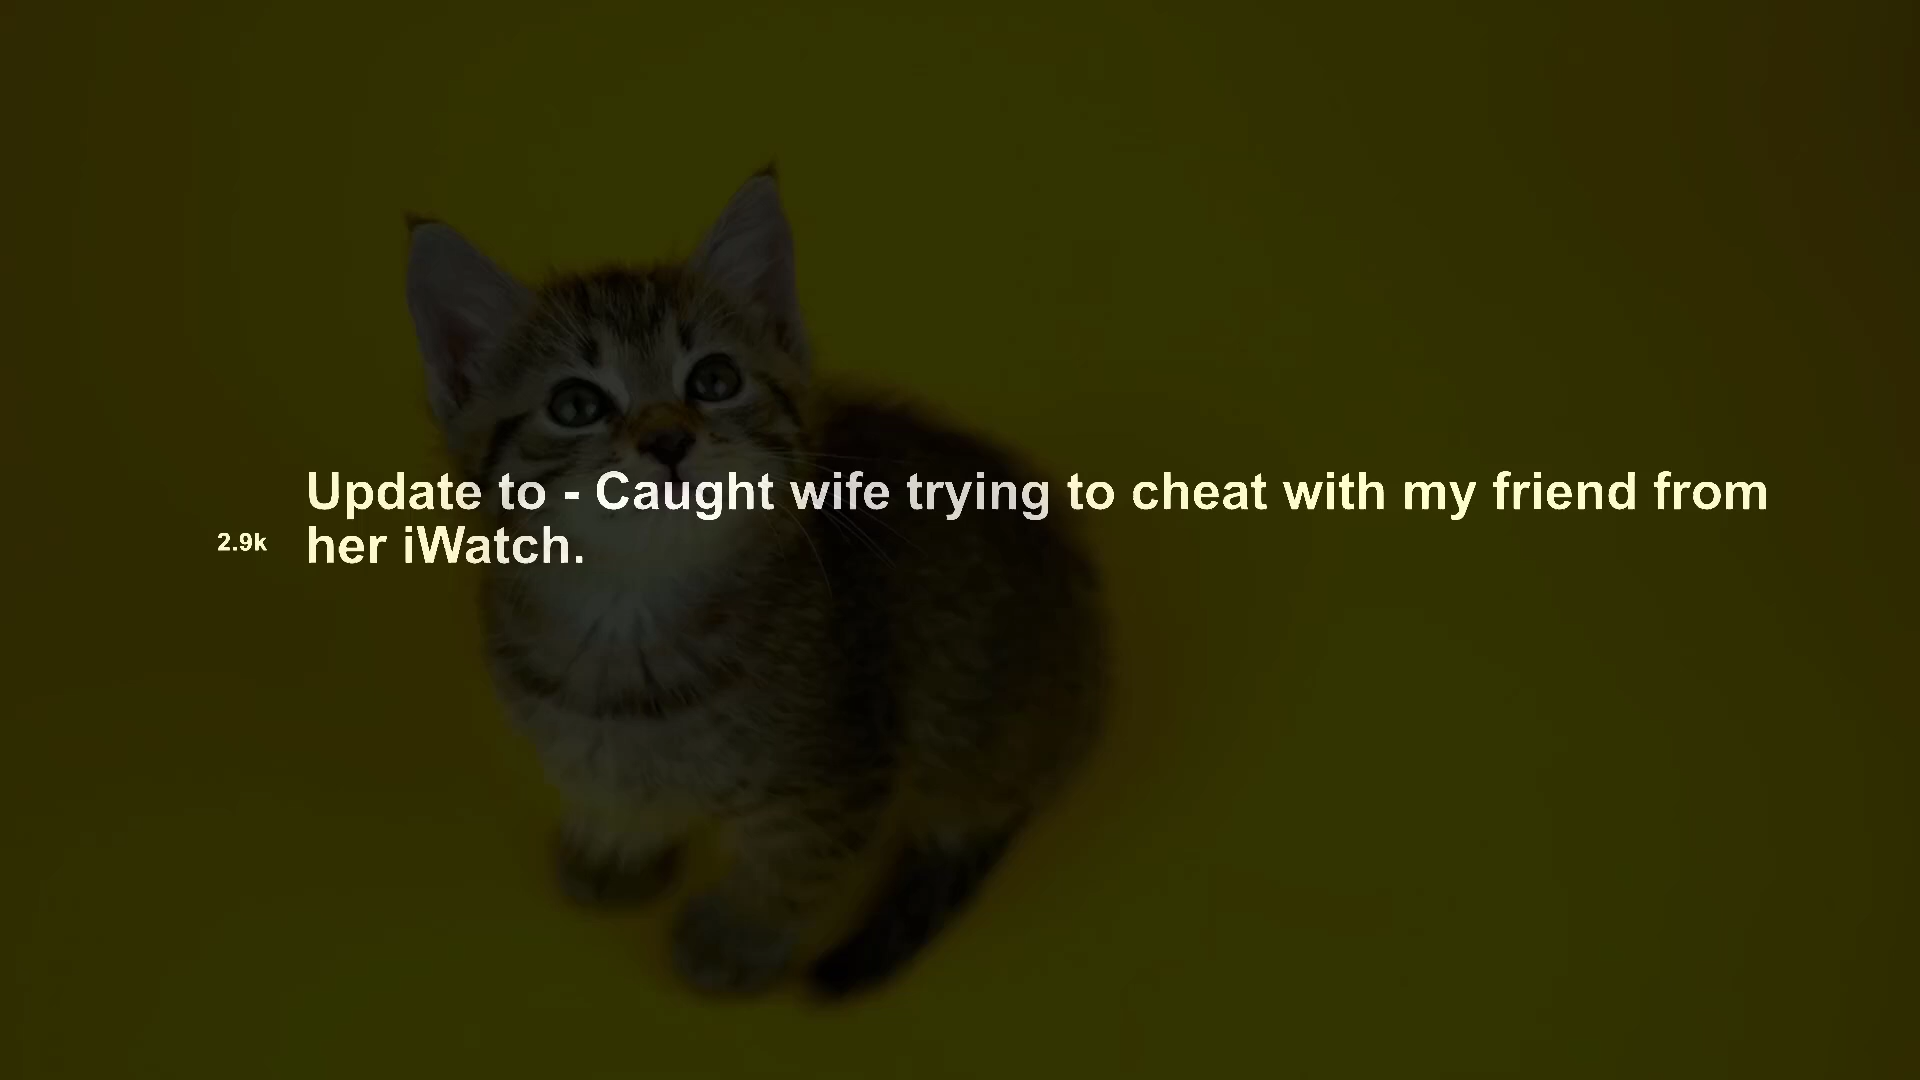 Update to - Caught wife trying to cheat with my friend from
2.9k her iWatch.